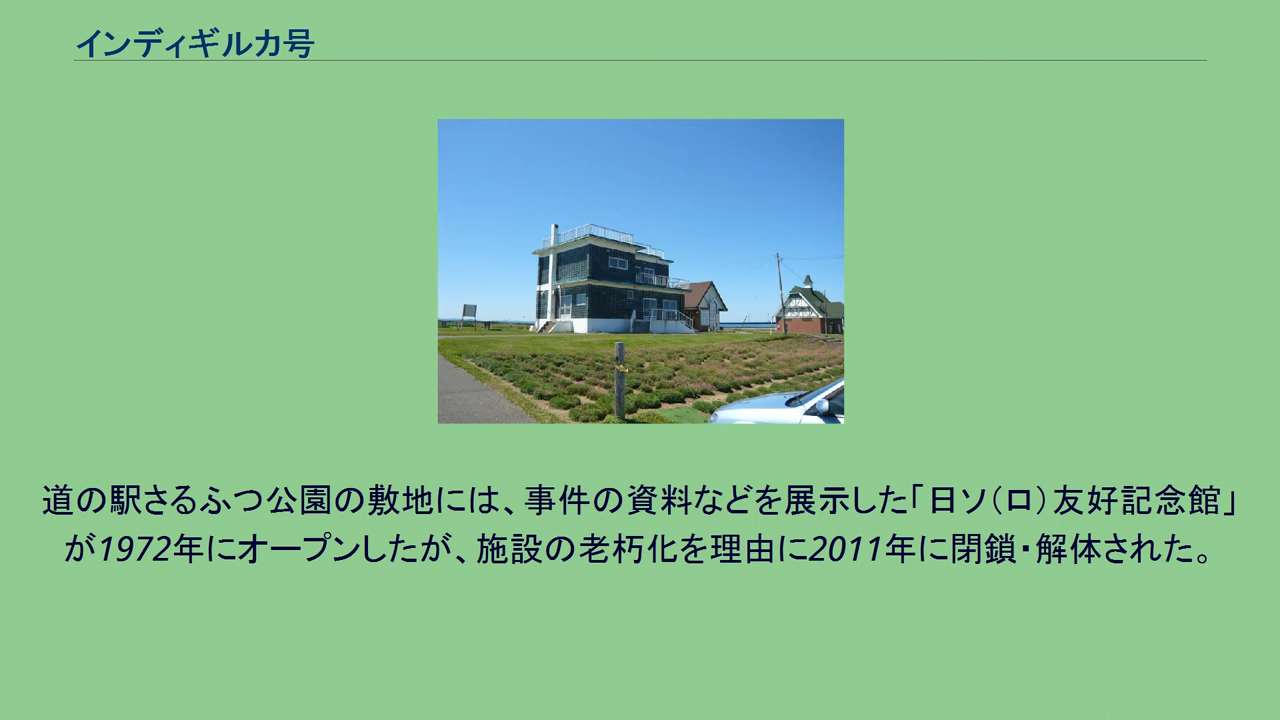 インディギルカ号
道の駅さるふつ公園の敷地には、事件の資料などを展示した「日ソ（ロ）友好記念館」
が1972年にオープンしたが、施設の老朽化を理由に2011年に閉鎖・解体された。